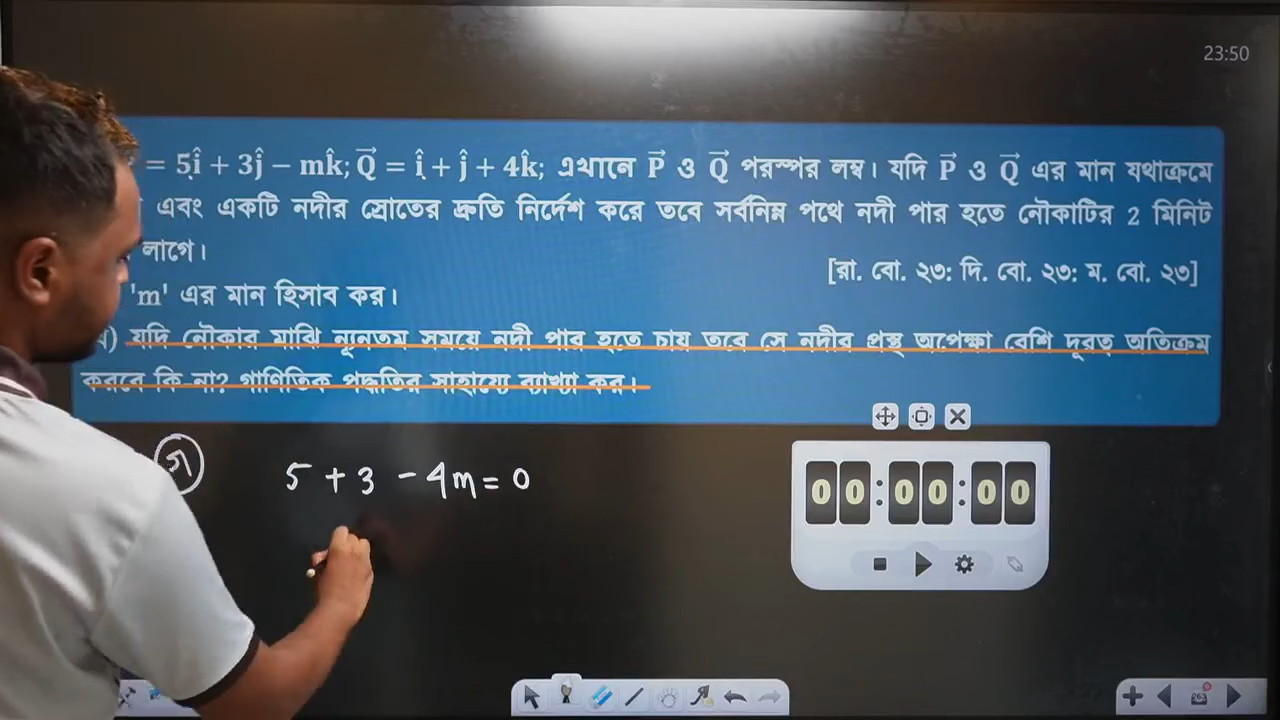 23:50
= 5î + 3ĵ − mk̂; Q⃗ = î + ĵ + 4k̂; এখানে P⃗ ও Q⃗ পরস্পর লম্ব। যদি P⃗ ও Q⃗ এর মান যথাক্রমে
এবং একটি নদীর স্রোতের দ্রুতি নির্দেশ করে তবে সর্বনিম্ন পথে নদী পার হতে নৌকাটির 2 মিনিট
লাগে।
[রা. বো. ২৩; দি. বো. ২৩; ম. বো. ২৩]
'm' এর মান হিসাব কর।
) যদি নৌকার মাঝি ন্যূনতম সময়ে নদী পার হতে চায় তবে সে নদীর প্রস্থ অপেক্ষা বেশি দূরত্ব অতিক্রম
করবে কি না? গাণিতিক পদ্ধতির সাহায্যে ব্যাখ্যা কর।
গ 5 + 3 − 4m = 0
00:00:00
263